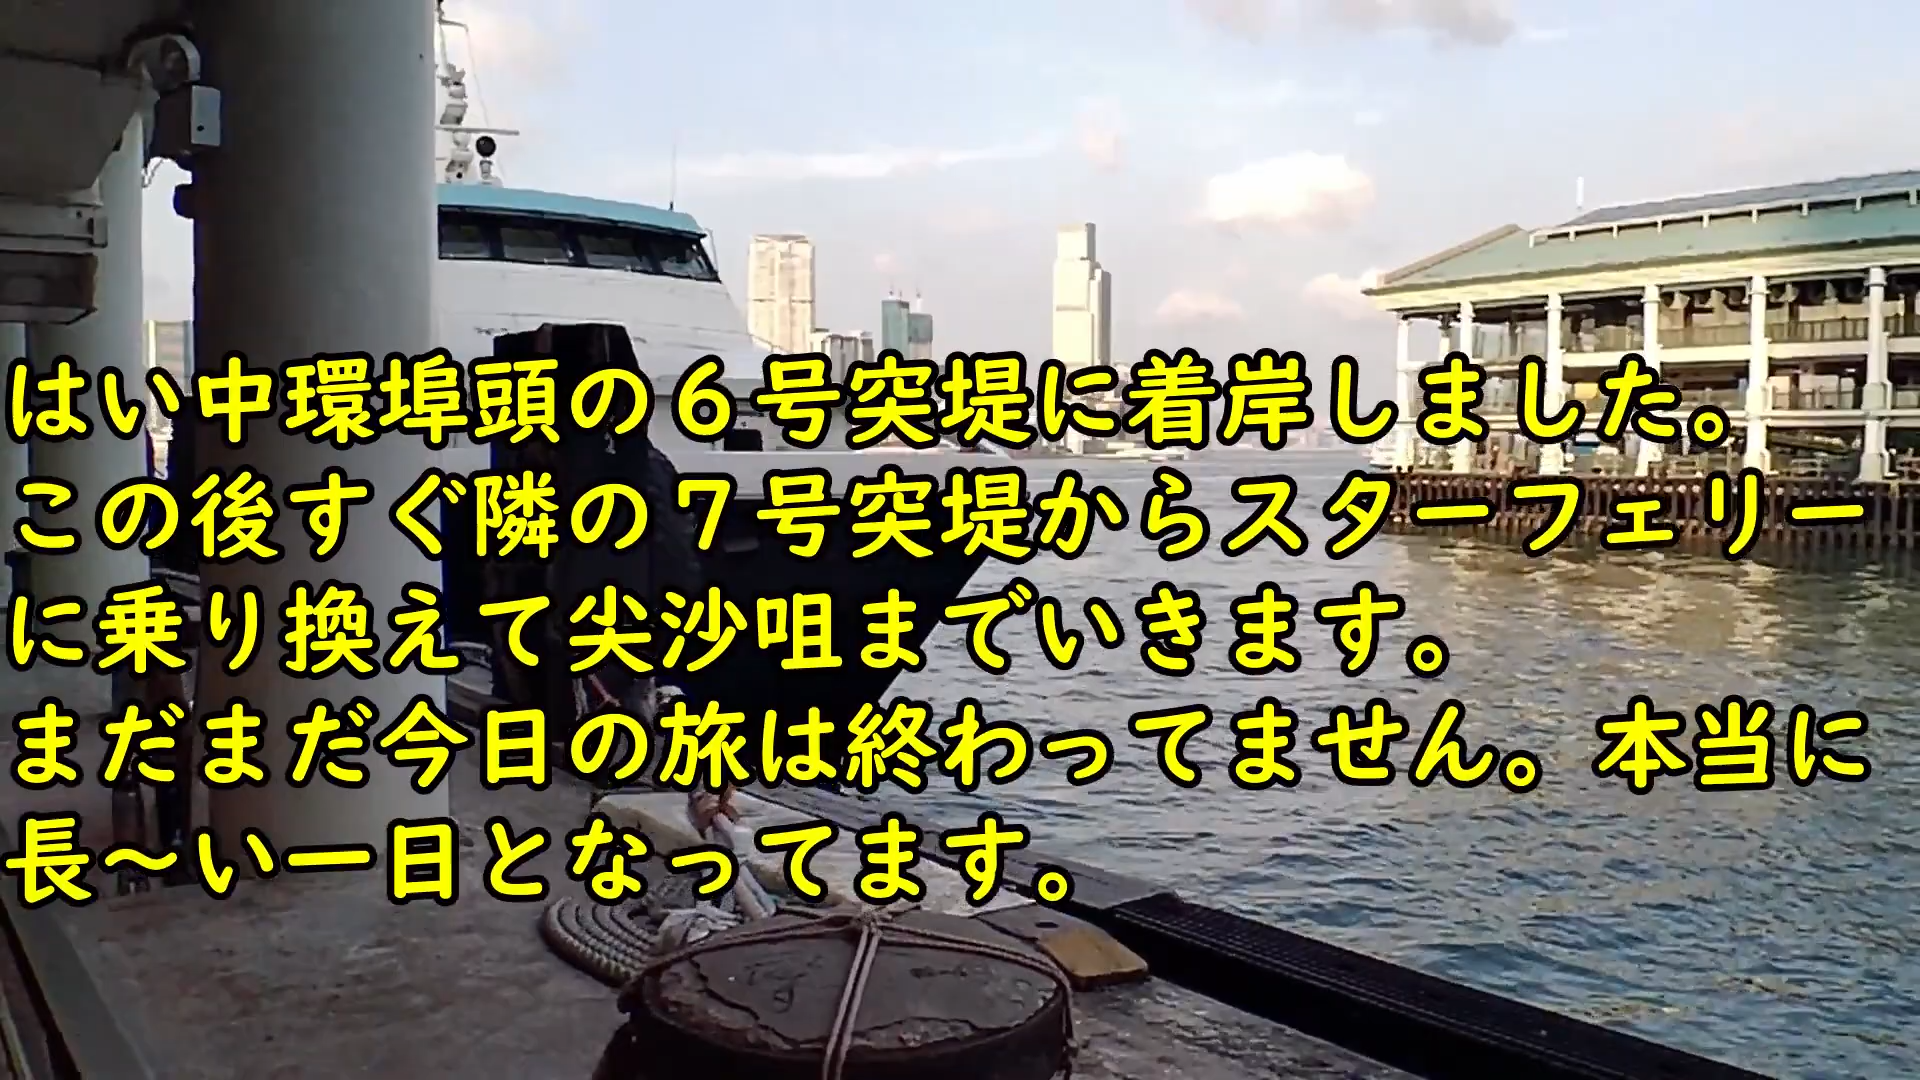 はい中環埠頭の６号突堤に着岸しました。
この後すぐ隣の７号突堤からスターフェリー
に乗り換えて尖沙咀までいきます。
まだまだ今日の旅は終わってません。本当に
長～い一日となってます。